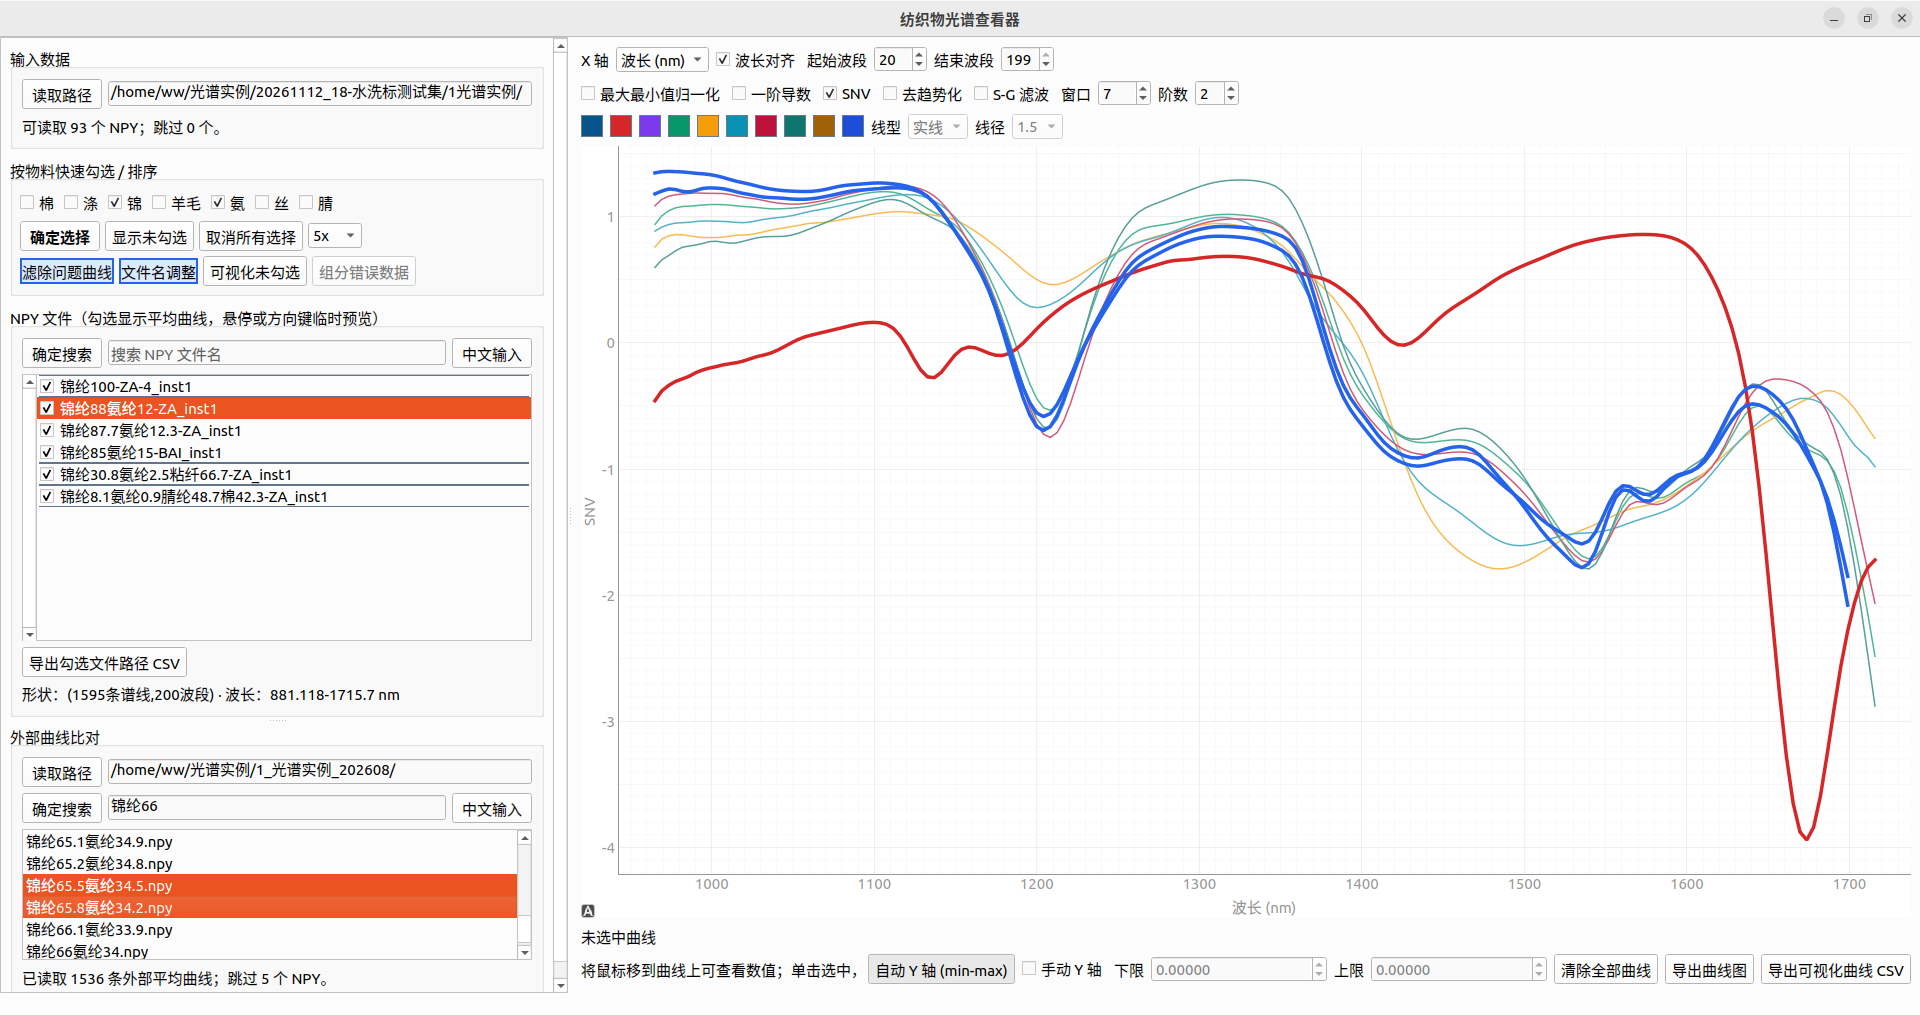 纺织物光谱查看器
输入数据
读取路径 /home/ww/光谱实例/20261112_18-水洗标测试集/1光谱实例/
可读取 93 个 NPY；跳过 0 个。
按物料快速勾选 / 排序
棉 涤 锦 羊毛 氨 丝 腈
确定选择 显示未勾选 取消所有选择 5x
滤除问题曲线 文件名调整 可视化未勾选 组分错误数据
NPY 文件（勾选显示平均曲线，悬停或方向键临时预览）
确定搜索 搜索 NPY 文件名 中文输入
锦纶100-ZA-4_inst1
锦纶88氨纶12-ZA_inst1
锦纶87.7氨纶12.3-ZA_inst1
锦纶85氨纶15-BAI_inst1
锦纶30.8氨纶2.5粘纤66.7-ZA_inst1
锦纶8.1氨纶0.9腈纶48.7棉42.3-ZA_inst1
导出勾选文件路径 CSV
形状：(1595条谱线,200波段) · 波长：881.118-1715.7 nm
外部曲线比对
读取路径 /home/ww/光谱实例/1_光谱实例_202608/
确定搜索 锦纶66 中文输入
锦纶65.1氨纶34.9.npy
锦纶65.2氨纶34.8.npy
锦纶65.5氨纶34.5.npy
锦纶65.8氨纶34.2.npy
锦纶66.1氨纶33.9.npy
锦纶66氨纶34.npy
已读取 1536 条外部平均曲线；跳过 5 个 NPY。
X 轴 波长 (nm) 波长对齐 起始波段 20 结束波段 199
最大最小值归一化 一阶导数 SNV 去趋势化 S-G 滤波 窗口 7 阶数 2
线型 实线 线径 1.5
1
0
-1
-2
-3
-4
SNV
1000 1100 1200 1300 1400 1500 1600 1700
波长 (nm)
A
未选中曲线
将鼠标移到曲线上可查看数值；单击选中， 自动 Y 轴 (min-max) 手动 Y 轴 下限 0.00000 上限 0.00000 清除全部曲线 导出曲线图 导出可视化曲线 CSV